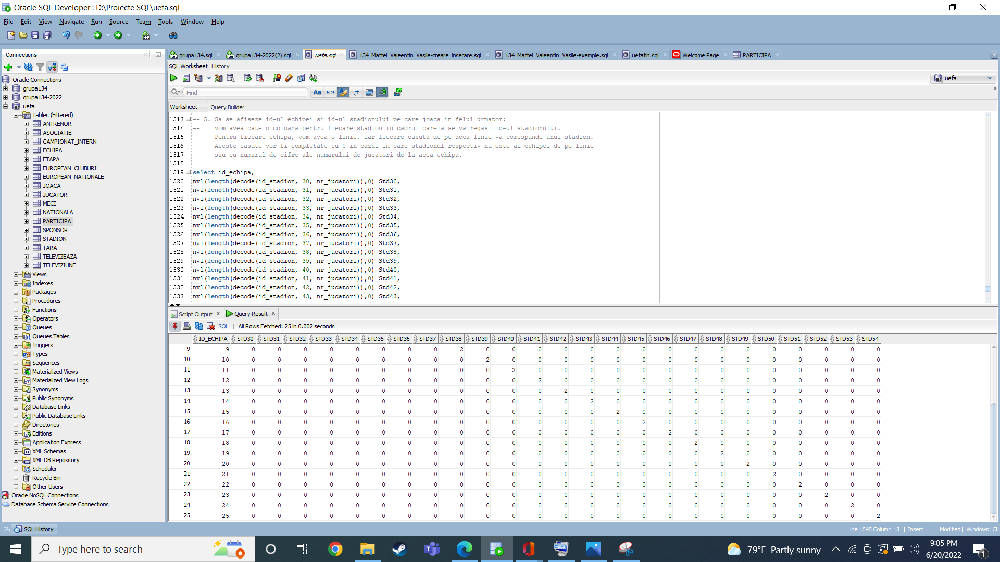 Oracle SQL Developer : D:\Proiecte SQL\uefa.sql
File Edit View Navigate Run Source Team Tools Window Help
Connections
grupa134.sql grupa134-2022(2).sql uefa.sql 134_Maftei_Valeentin_Vasile-creare_inserare.sql 134_Maftei_Valeentin_Vasile-exemple.sql uefafin.sql Welcome Page PARTICIPA
SQL Worksheet History
uefa
Find
Worksheet Query Builder
Oracle Connections
grupa134
grupa134-2022
uefa
Tables (Filtered)
ANTRENOR
ASOCIATIE
CAMPIONAT_INTERN
ECHIPA
ETAPA
EUROPEAN_CLUBURI
EUROPEAN_NATIONALE
JOACA
JUCATOR
MECI
NATIONALA
PARTICIPA
SPONSOR
STADION
TARA
TELEVIZEAZA
TELEVIZIUNE
Views
Indexes
Packages
Procedures
Functions
Operators
Queues
Queues Tables
Triggers
Types
Sequences
Materialized Views
Materialized View Logs
Synonyms
Public Synonyms
Database Links
Public Database Links
Directories
Editions
Application Express
XML Schemas
XML DB Repository
Scheduler
Recycle Bin
Other Users
Oracle NoSQL Connections
Database Schema Service Connections
1513 -- 5. Sa se afiseze id-ul echipei si id-ul stadionului pe care joaca in felul urmator:
1514 -- vom avea cate o coloana pentru fiecare stadion in cadrul careia se va regasi id-ul stadionului.
1515 -- Pentru fiecare echipa, vom avea o linie, iar fiecare casuta de pe acea linie va corespunde unui stadion.
1516 -- Aceste casute vor fi completate cu 0 in cazul in care stadionul respectiv nu este al echipei de pe linie
1517 -- sau cu numarul de cifre ale numarului de jucatori de la acea echipa.
1518
1519 select id_echipa,
1520 nvl(length(decode(id_stadion, 30, nr_jucatori)),0) Std30,
1521 nvl(length(decode(id_stadion, 31, nr_jucatori)),0) Std31,
1522 nvl(length(decode(id_stadion, 32, nr_jucatori)),0) Std32,
1523 nvl(length(decode(id_stadion, 33, nr_jucatori)),0) Std33,
1524 nvl(length(decode(id_stadion, 34, nr_jucatori)),0) Std34,
1525 nvl(length(decode(id_stadion, 35, nr_jucatori)),0) Std35,
1526 nvl(length(decode(id_stadion, 36, nr_jucatori)),0) Std36,
1527 nvl(length(decode(id_stadion, 37, nr_jucatori)),0) Std37,
1528 nvl(length(decode(id_stadion, 38, nr_jucatori)),0) Std38,
1529 nvl(length(decode(id_stadion, 39, nr_jucatori)),0) Std39,
1530 nvl(length(decode(id_stadion, 40, nr_jucatori)),0) Std40,
1531 nvl(length(decode(id_stadion, 41, nr_jucatori)),0) Std41,
1532 nvl(length(decode(id_stadion, 42, nr_jucatori)),0) Std42,
1533 nvl(length(decode(id_stadion, 43, nr_jucatori)),0) Std43,
Script Output Query Result
SQL All Rows Fetched: 25 in 0.002 seconds
ID_ECHIPA STD30 STD31 STD32 STD33 STD34 STD35 STD36 STD37 STD38 STD39 STD40 STD41 STD42 STD43 STD44 STD45 STD46 STD47 STD48 STD49 STD50 STD51 STD52 STD53 STD54
9 9 0 0 0 0 0 0 0 0 2 0 0 0 0 0 0 0 0 0 0 0 0 0 0 0 0
10 10 0 0 0 0 0 0 0 0 0 2 0 0 0 0 0 0 0 0 0 0 0 0 0 0 0
11 11 0 0 0 0 0 0 0 0 0 0 2 0 0 0 0 0 0 0 0 0 0 0 0 0 0
12 12 0 0 0 0 0 0 0 0 0 0 0 2 0 0 0 0 0 0 0 0 0 0 0 0 0
13 13 0 0 0 0 0 0 0 0 0 0 0 0 2 0 0 0 0 0 0 0 0 0 0 0 0
14 14 0 0 0 0 0 0 0 0 0 0 0 0 0 2 0 0 0 0 0 0 0 0 0 0 0
15 15 0 0 0 0 0 0 0 0 0 0 0 0 0 0 2 0 0 0 0 0 0 0 0 0 0
16 16 0 0 0 0 0 0 0 0 0 0 0 0 0 0 0 2 0 0 0 0 0 0 0 0 0
17 17 0 0 0 0 0 0 0 0 0 0 0 0 0 0 0 0 2 0 0 0 0 0 0 0 0
18 18 0 0 0 0 0 0 0 0 0 0 0 0 0 0 0 0 0 2 0 0 0 0 0 0 0
19 19 0 0 0 0 0 0 0 0 0 0 0 0 0 0 0 0 0 0 2 0 0 0 0 0 0
20 20 0 0 0 0 0 0 0 0 0 0 0 0 0 0 0 0 0 0 0 2 0 0 0 0 0
21 21 0 0 0 0 0 0 0 0 0 0 0 0 0 0 0 0 0 0 0 0 2 0 0 0 0
22 22 0 0 0 0 0 0 0 0 0 0 0 0 0 0 0 0 0 0 0 0 0 2 0 0 0
23 23 0 0 0 0 0 0 0 0 0 0 0 0 0 0 0 0 0 0 0 0 0 0 2 0 0
24 24 0 0 0 0 0 0 0 0 0 0 0 0 0 0 0 0 0 0 0 0 0 0 0 2 0
25 25 0 0 0 0 0 0 0 0 0 0 0 0 0 0 0 0 0 0 0 0 0 0 0 0 2
SQL History
Line 1545 Column 13 | Insert | Modified | Windows: CF
Type here to search
79°F Partly sunny
9:05 PM
6/20/2022
1